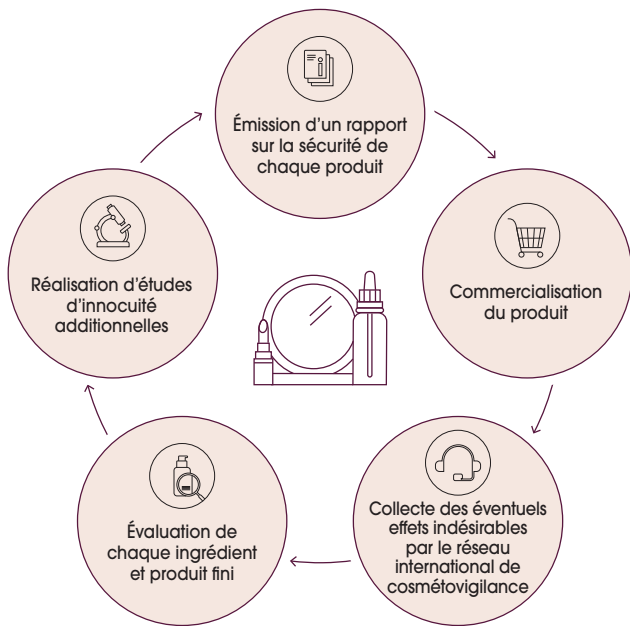 Émission d'un rapport
sur la sécurité de
chaque produit
Commercialisation
du produit
Collecte des éventuels
effets indésirables
par le réseau
international de
cosmétovigilance
Évaluation de
chaque ingrédient
et produit fini
Réalisation d'études
d'innocuité
additionnelles